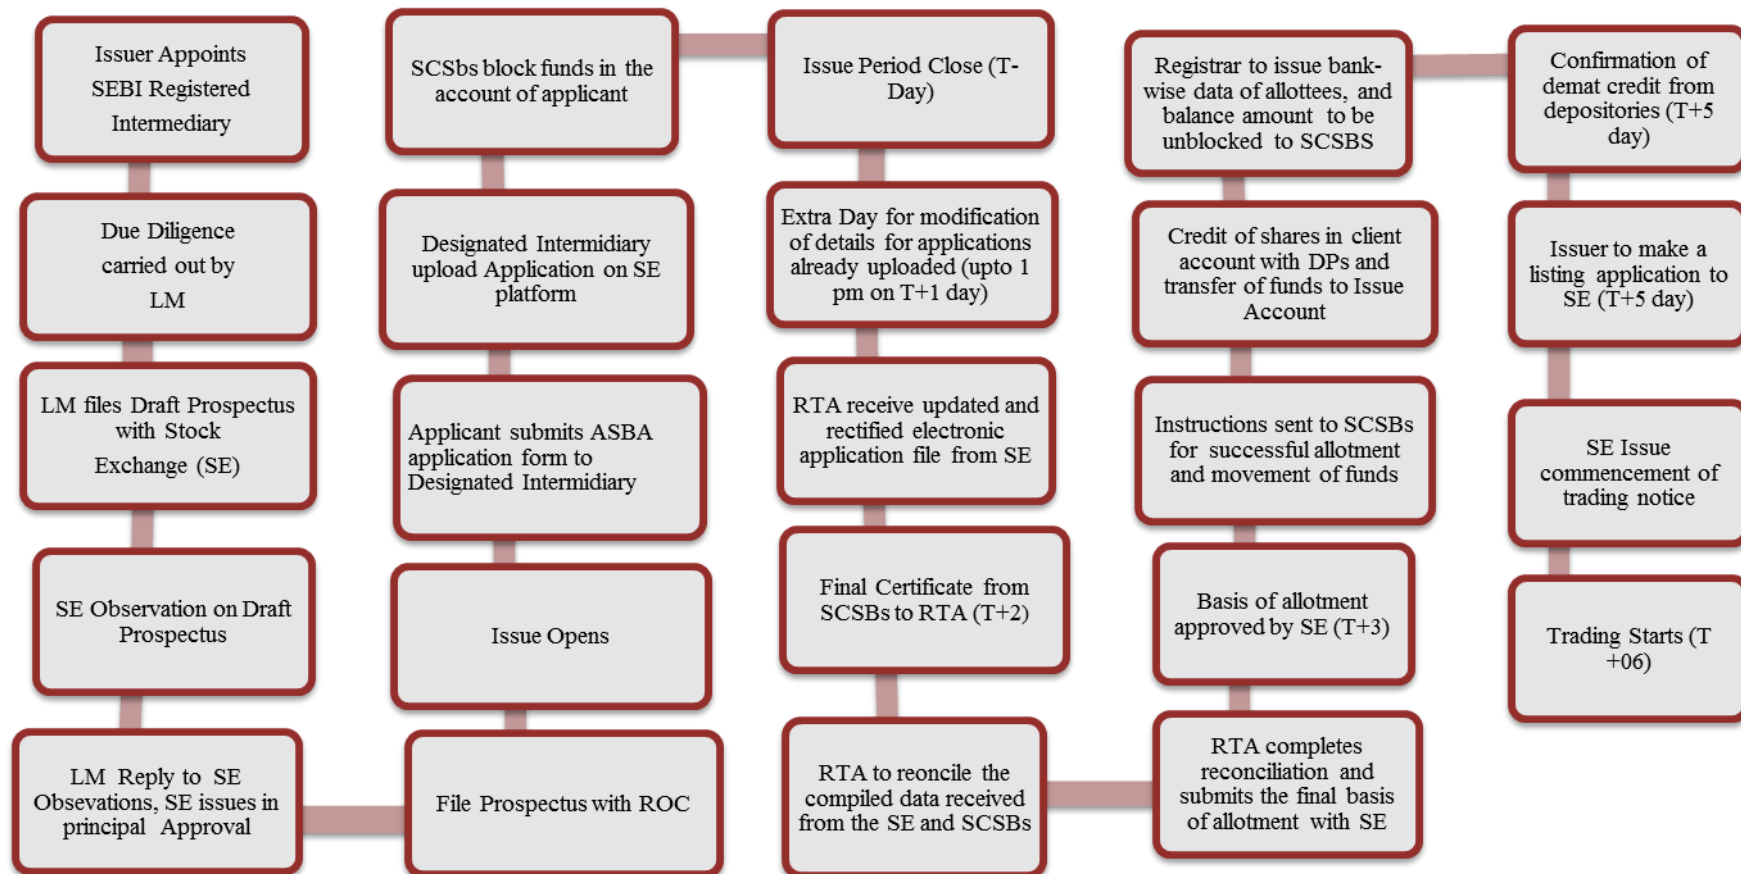 Issuer Appoints
SEBI Registered
Intermediary
Due Diligence
carried out by
LM
LM files Draft Prospectus
with Stock
Exchange (SE)
SE Observation on Draft
Prospectus
LM Reply to SE
Obsevations, SE issues in
principal Approval
File Prospectus with ROC
Issue Opens
Applicant submits ASBA
application form to
Designated Intermidiary
Designated Intermidiary
upload Application on SE
platform
SCSbs block funds in the
account of applicant
Issue Period Close (T-
Day)
Extra Day for modification
of details for applications
already uploaded (upto 1
pm on T+1 day)
RTA receive updated and
rectified electronic
application file from SE
Final Certificate from
SCSBs to RTA (T+2)
RTA to reoncile the
compiled data received
from the SE and SCSBs
RTA completes
reconciliation and
submits the final basis
of allotment with SE
Basis of allotment
approved by SE (T+3)
Instructions sent to SCSBs
for successful allotment
and movement of funds
Credit of shares in client
account with DPs and
transfer of funds to Issue
Account
Registrar to issue bank-
wise data of allottees, and
balance amount to be
unblocked to SCSBS
Confirmation of
demat credit from
depositories (T+5
day)
Issuer to make a
listing application to
SE (T+5 day)
SE Issue
commencement of
trading notice
Trading Starts (T
+06)